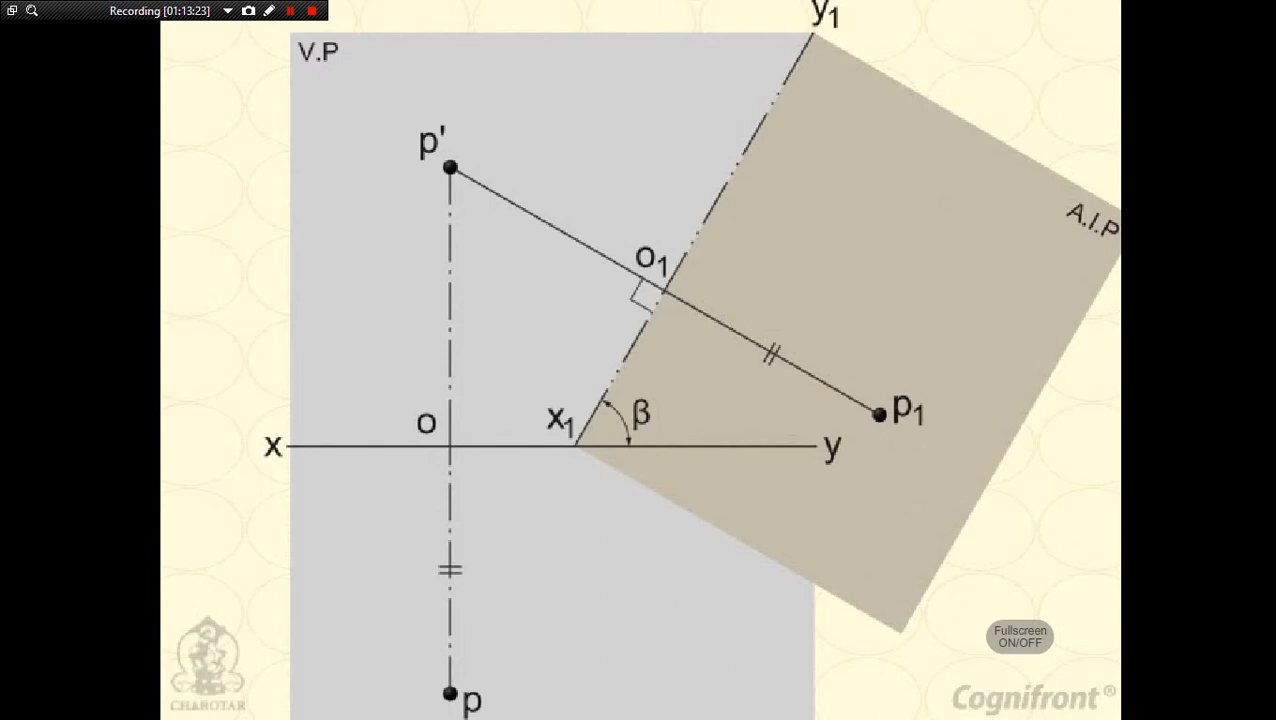 Recording [01:13:23]
y1
V.P
p'
A.I.P
o1
p1
β
o
x1
x
y
Fullscreen
ON/OFF
p
CHAROTAR
Cognifront®